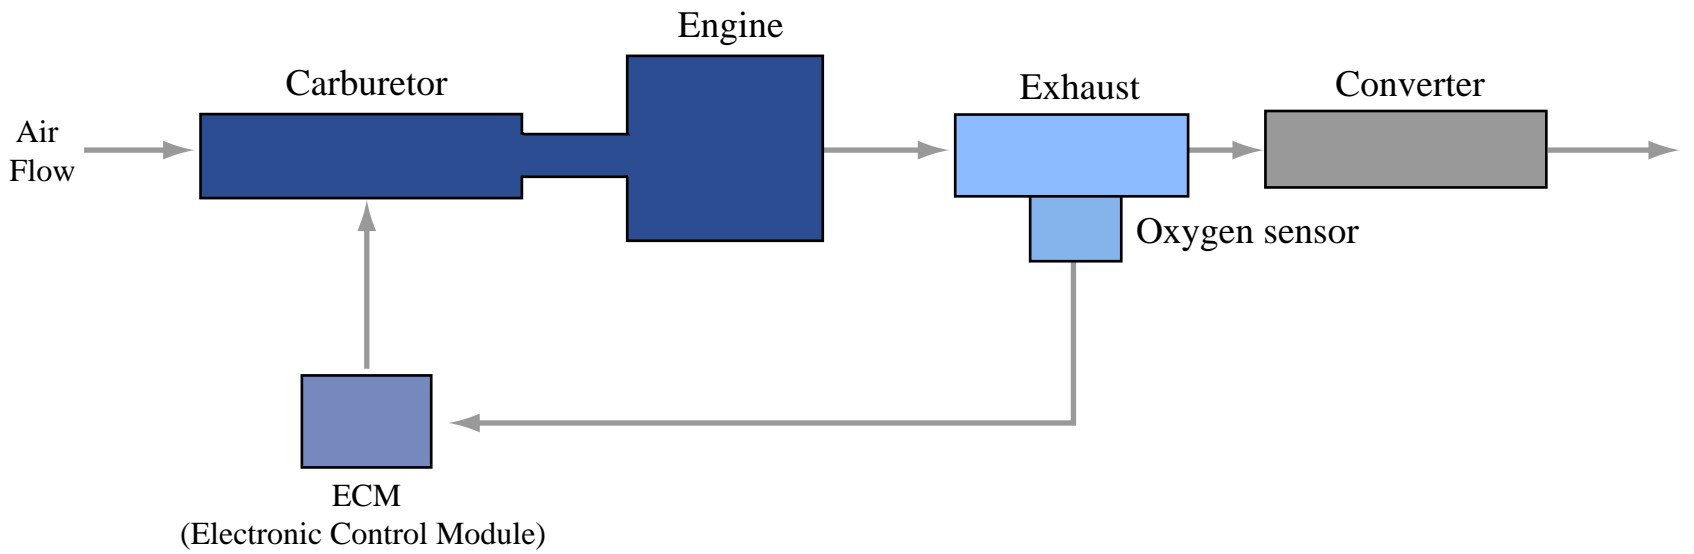 Engine
Carburetor
Exhaust
Converter
Air
Flow
Oxygen sensor
ECM
(Electronic Control Module)